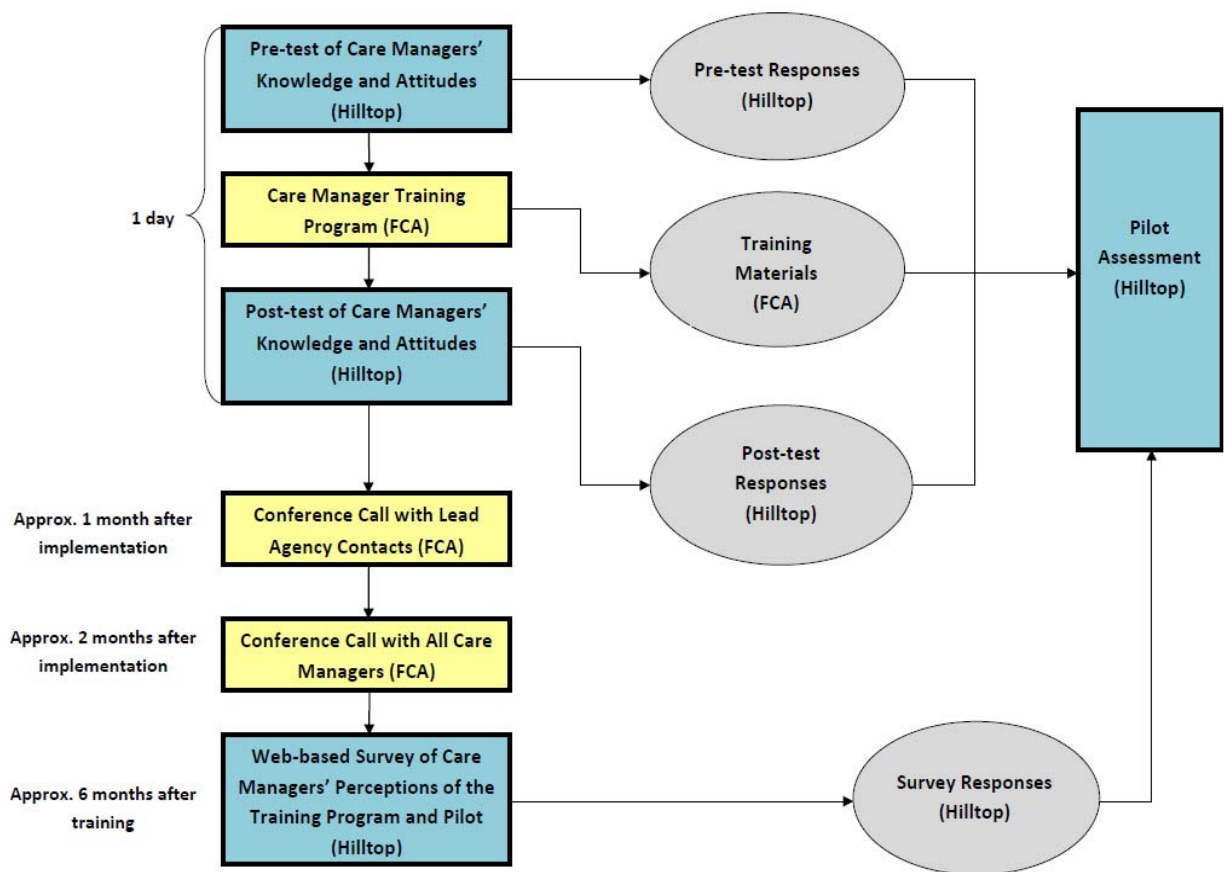 Pre-test of Care Managers’
Knowledge and Attitudes
(Hilltop)
Pre-test Responses
(Hilltop)
1 day
Care Manager Training
Program (FCA)
Training
Materials
(FCA)
Pilot
Assessment
(Hilltop)
Post-test of Care Managers’
Knowledge and Attitudes
(Hilltop)
Post-test
Responses
(Hilltop)
Approx. 1 month after
implementation
Conference Call with Lead
Agency Contacts (FCA)
Approx. 2 months after
implementation
Conference Call with All Care
Managers (FCA)
Approx. 6 months after
training
Web-based Survey of Care
Managers’ Perceptions of the
Training Program and Pilot
(Hilltop)
Survey Responses
(Hilltop)